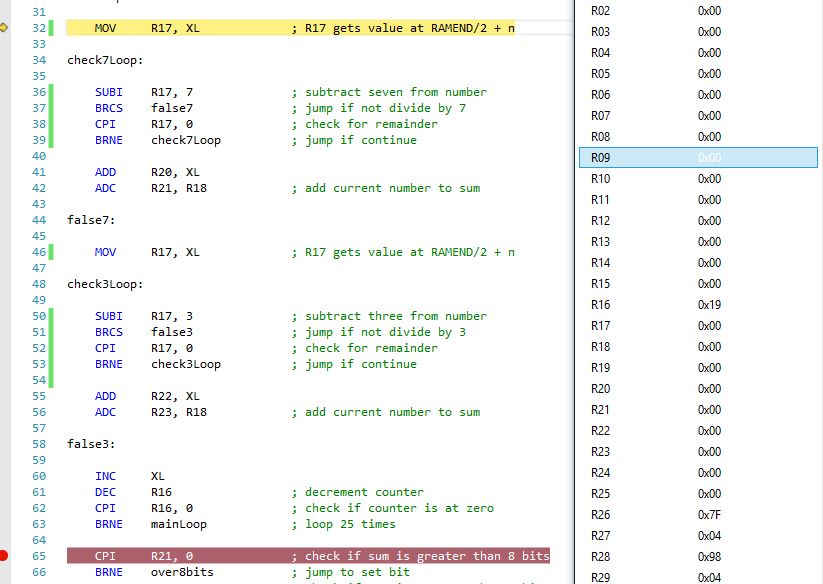 31
32 MOV R17, XL ; R17 gets value at RAMEND/2 + n
33
34 check7Loop:
35
36 SUBI R17, 7 ; subtract seven from number
37 BRCS false7 ; jump if not divide by 7
38 CPI R17, 0 ; check for remainder
39 BRNE check7Loop ; jump if continue
40
41 ADD R20, XL
42 ADC R21, R18 ; add current number to sum
43
44 false7:
45
46 MOV R17, XL ; R17 gets value at RAMEND/2 + n
47
48 check3Loop:
49
50 SUBI R17, 3 ; subtract three from number
51 BRCS false3 ; jump if not divide by 3
52 CPI R17, 0 ; check for remainder
53 BRNE check3Loop ; jump if continue
54
55 ADD R22, XL
56 ADC R23, R18 ; add current number to sum
57
58 false3:
59
60 INC XL
61 DEC R16 ; decrement counter
62 CPI R16, 0 ; check if counter is at zero
63 BRNE mainLoop ; loop 25 times
64
65 CPI R21, 0 ; check if sum is greater than 8 bits
66 BRNE over8bits ; jump to set bit
R02 0x00
R03 0x00
R04 0x00
R05 0x00
R06 0x00
R07 0x00
R08 0x00
R09 0x00
R10 0x00
R11 0x00
R12 0x00
R13 0x00
R14 0x00
R15 0x00
R16 0x19
R17 0x00
R18 0x00
R19 0x00
R20 0x00
R21 0x00
R22 0x00
R23 0x00
R24 0x00
R25 0x00
R26 0x7F
R27 0x04
R28 0x98
R29 0x04